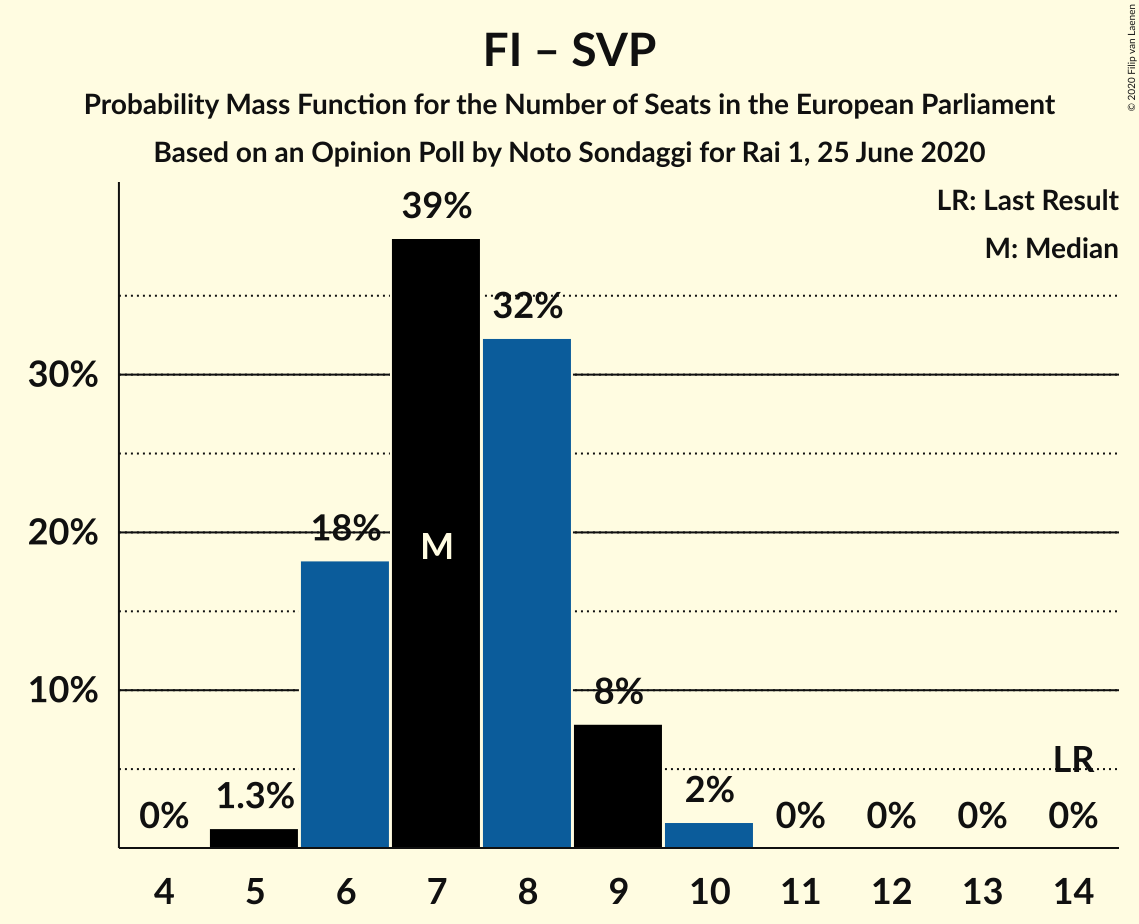 FI – SVP
Probability Mass Function for the Number of Seats in the European Parliament
Based on an Opinion Poll by Noto Sondaggi for Rai 1, 25 June 2020
© 2020 Filip van Laenen
LR: Last Result
M: Median
39%
32%
30%
18%
20%
M
10%
8%
LR
0%
1.3%
2%
0%
0%
0%
0%
4 5 6 7 8 9 10 11 12 13 14